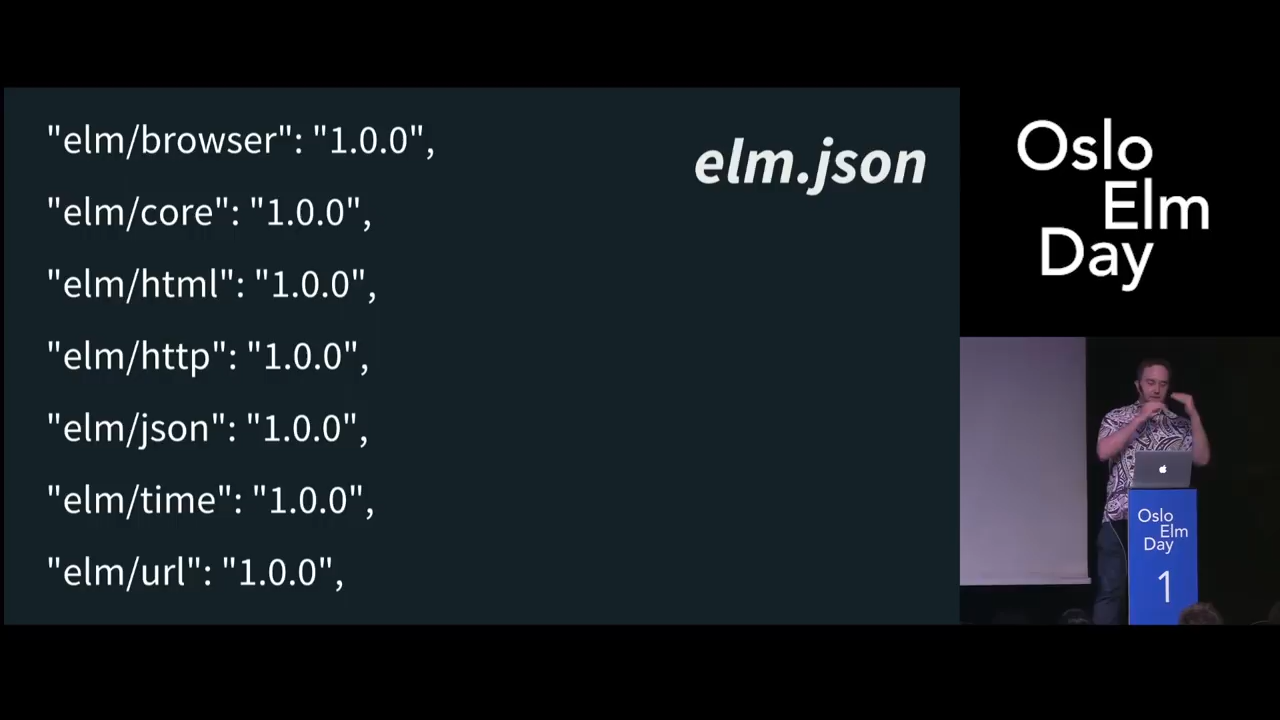 "elm/browser": "1.0.0",
"elm/core": "1.0.0",
"elm/html": "1.0.0",
"elm/http": "1.0.0",
"elm/json": "1.0.0",
"elm/time": "1.0.0",
"elm/url": "1.0.0",
elm.json
Oslo
Elm
Day
Oslo
Elm
Day
1